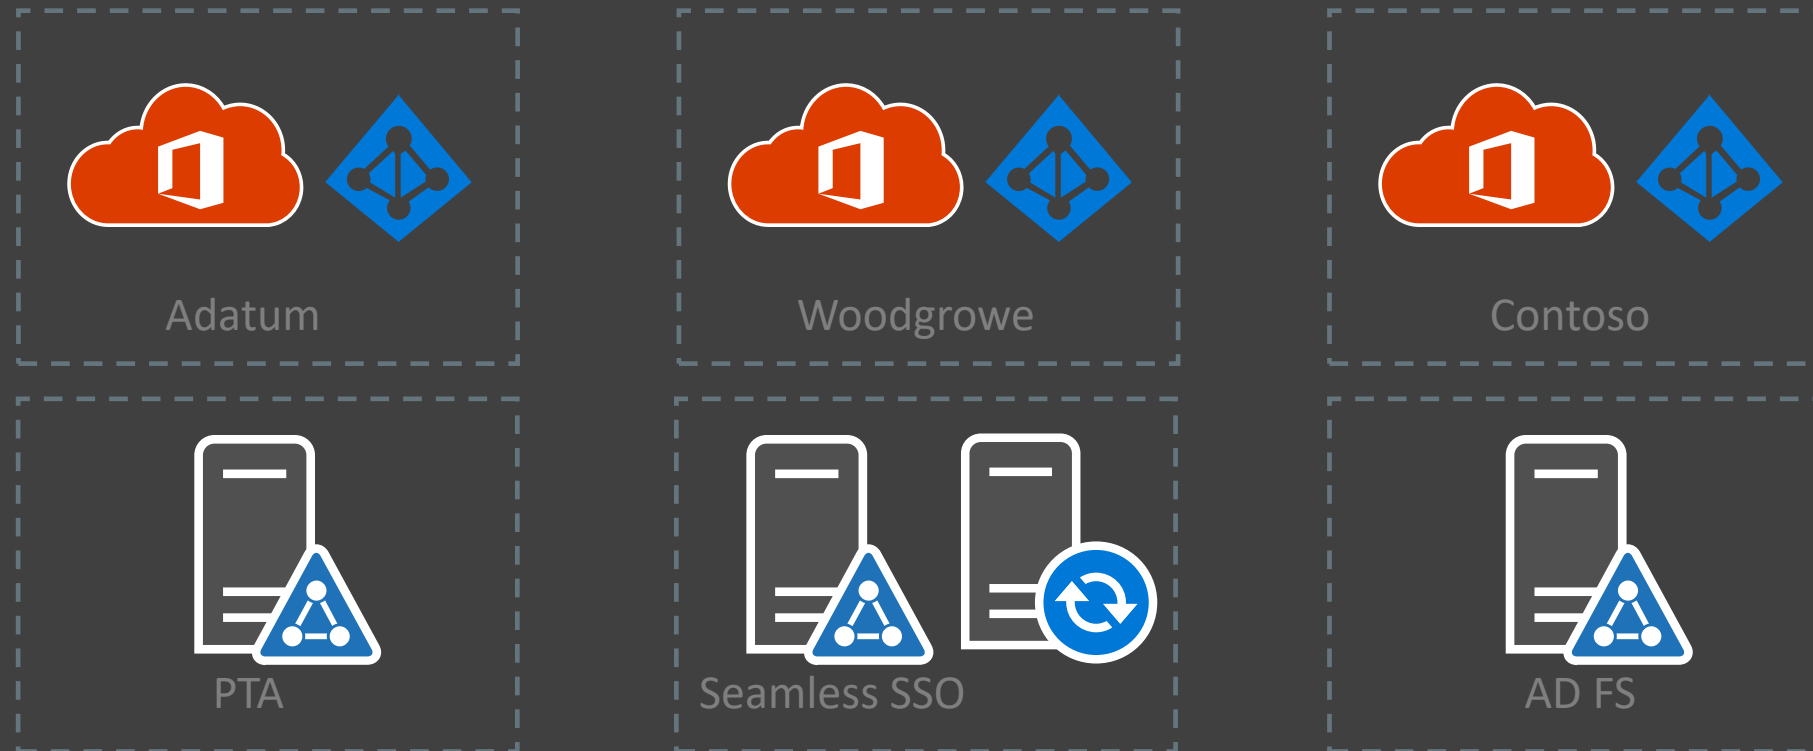 Adatum
Woodgrowe
Contoso
PTA
Seamless SSO
AD FS